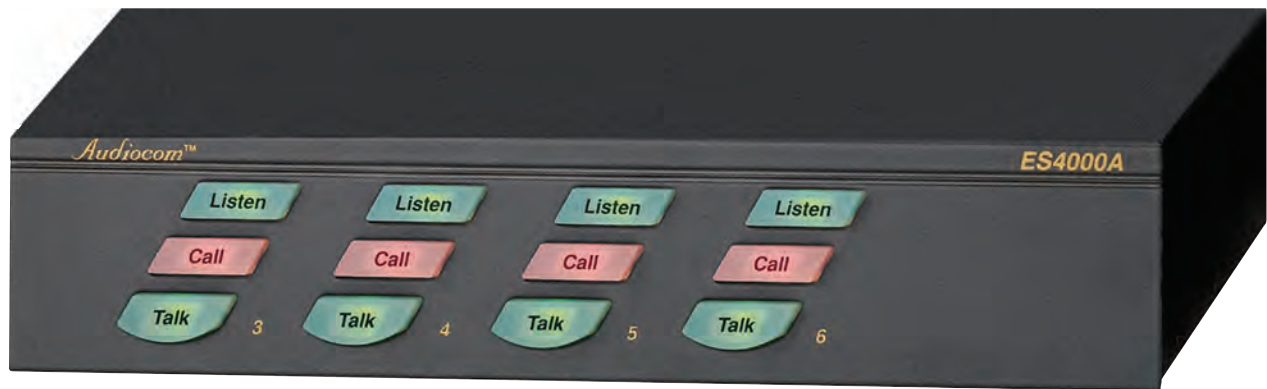 Audiocom™
ES4000A
Listen Listen Listen Listen
Call Call Call Call
Talk 3 Talk 4 Talk 5 Talk 6